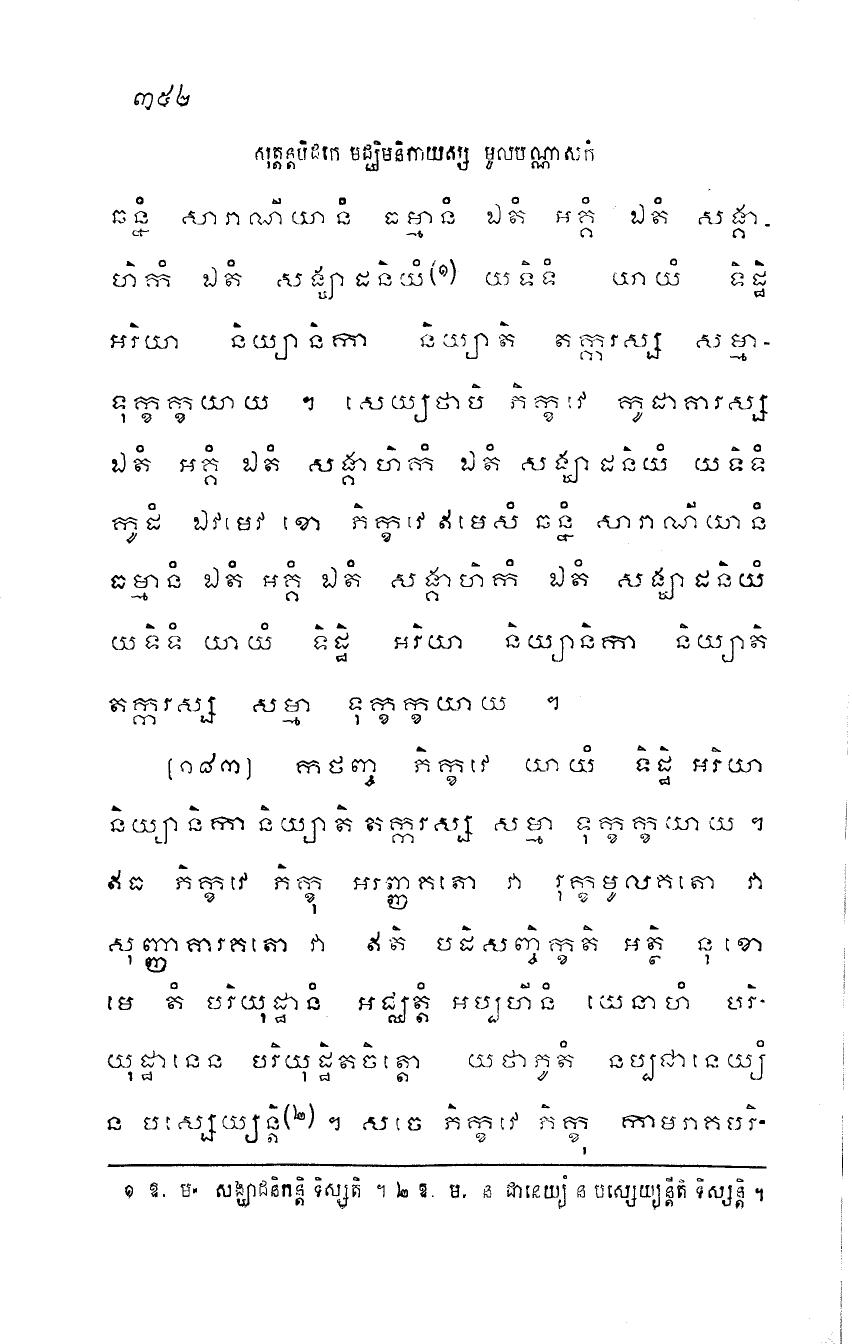 ៣៥២
សុត្តន្តបិដកេ មជ្ឈិមនិកាយស្ស មូលបណ្ណាសកំ
ឆន្នំ សារាណីយានំ ធម្មានំ ឯតំ អគ្គំ ឯតំ សង្គា-
ហិកំ ឯតំ សង្ឃាដនិយំ(១) យទិទំ យាយំ ទិដ្ឋិ
អរិយា និយ្យានិកា និយ្យាតិ តក្ករស្ស សម្មា-
ទុក្ខក្ខយាយ ។ សេយ្យថាបិ ភិក្ខវេ កូដាគារស្ស
ឯតំ អគ្គំ ឯតំ សង្គាហិកំ ឯតំ សង្ឃាដនិយំ យទិទំ
កូដំ ឯវមេវ ខោ ភិក្ខវេ ឥមេសំ ឆន្នំ សារាណីយានំ
ធម្មានំ ឯតំ អគ្គំ ឯតំ សង្គាហិកំ ឯតំ សង្ឃាដនិយំ
យទិទំ យាយំ ទិដ្ឋិ អរិយា និយ្យានិកា និយ្យាតិ
តក្ករស្ស សម្មា ទុក្ខក្ខយាយ ។
[១៨៣] កថញ្ច ភិក្ខវេ យាយំ ទិដ្ឋិ អរិយា
និយ្យានិកា និយ្យាតិ តក្ករស្ស សម្មា ទុក្ខក្ខយាយ ។
ឥធ ភិក្ខវេ ភិក្ខុ អរញ្ញគតោ វា រុក្ខមូលគតោ វា
សុញ្ញាគារគតោ វា ឥតិ បដិសញ្ចិក្ខតិ អត្ថិ នុ ខោ
មេ តំ បរិយុដ្ឋានំ អជ្ឈត្តំ អប្បហីនំ យេនាហំ បរិ-
យុដ្ឋានេន បរិយុដ្ឋិតចិត្តោ យថាភូតំ នប្បជានេយ្យំ
ន បស្សេយ្យន្តិ(២) ។ សចេ ភិក្ខវេ ភិក្ខុ កាមរាគបរិ-
១ ឱ. ម. សង្ឃាដនិកន្តិ ទិស្សតិ ។ ២ ឱ. ម. ន ជានេយ្យំ ន បស្សេយ្យន្តីតិ ទិស្សន្តិ ។